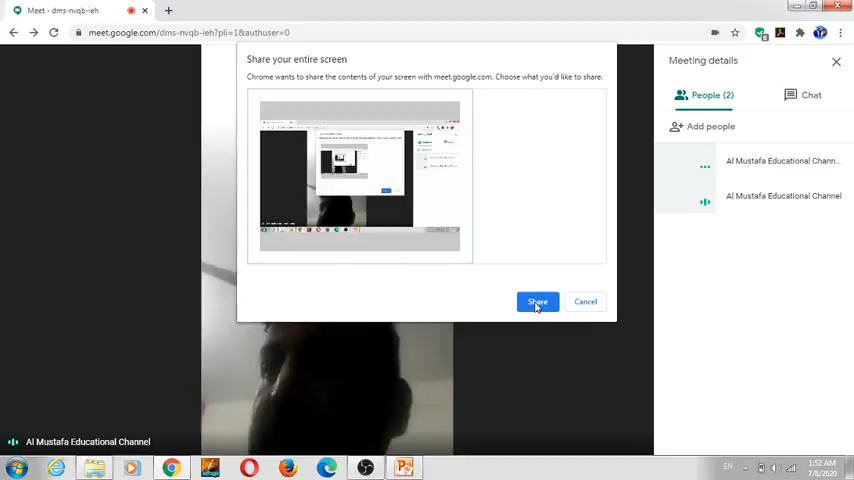 Meet - dms-nvqb-ieh
meet.google.com/dms-nvqb-ieh?pli=1&authuser=0
Share your entire screen
Chrome wants to share the contents of your screen with meet.google.com. Choose what you'd like to share.
Share
Cancel
Meeting details
People (2)
Chat
Add people
Al Mustafa Educational Chann...
Al Mustafa Educational Channel
Al Mustafa Educational Channel
EN
1:52 AM
7/8/2020